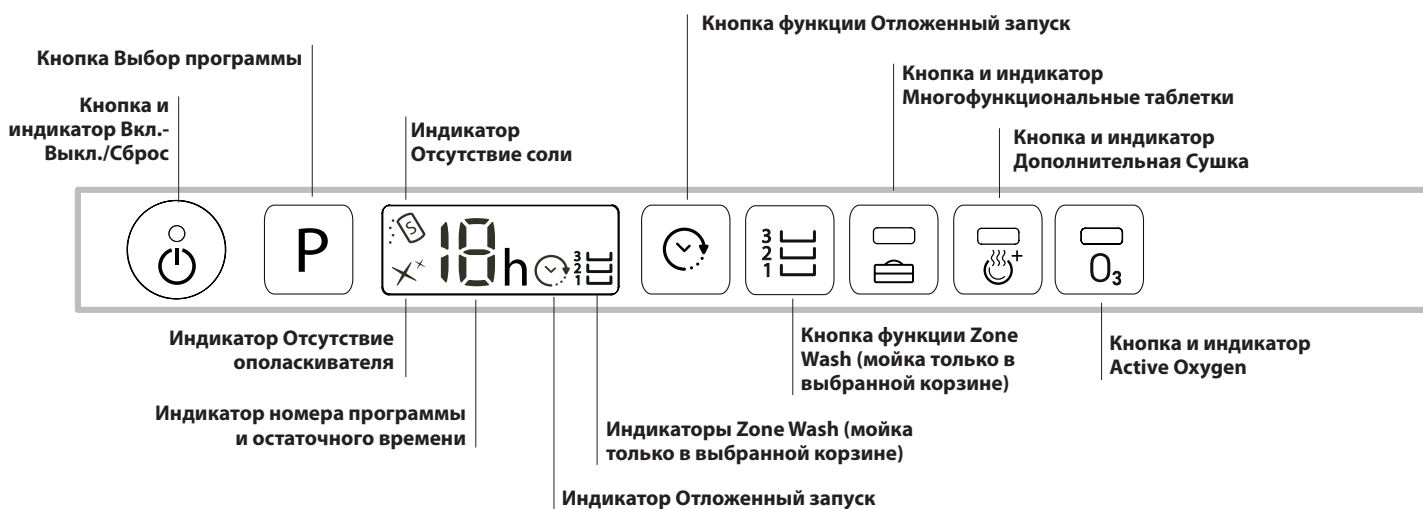 Кнопка функции Отложенный запуск
Кнопка Выбор программы
Кнопка и индикатор
Многофункциональные таблетки
Кнопка и
индикатор Вкл.-
Выкл./Сброс
Индикатор
Отсутствие соли
Кнопка и индикатор
Дополнительная Сушка
P
S
18h
3
2
1
3
2
1
+
O₃
Индикатор Отсутствие
ополаскивателя
Кнопка функции Zone
Wash (мойка только в
выбранной корзине)
Кнопка и индикатор
Active Oxygen
Индикатор номера программы
и остаточного времени
Индикаторы Zone Wash (мойка
только в выбранной корзине)
Индикатор Отложенный запуск